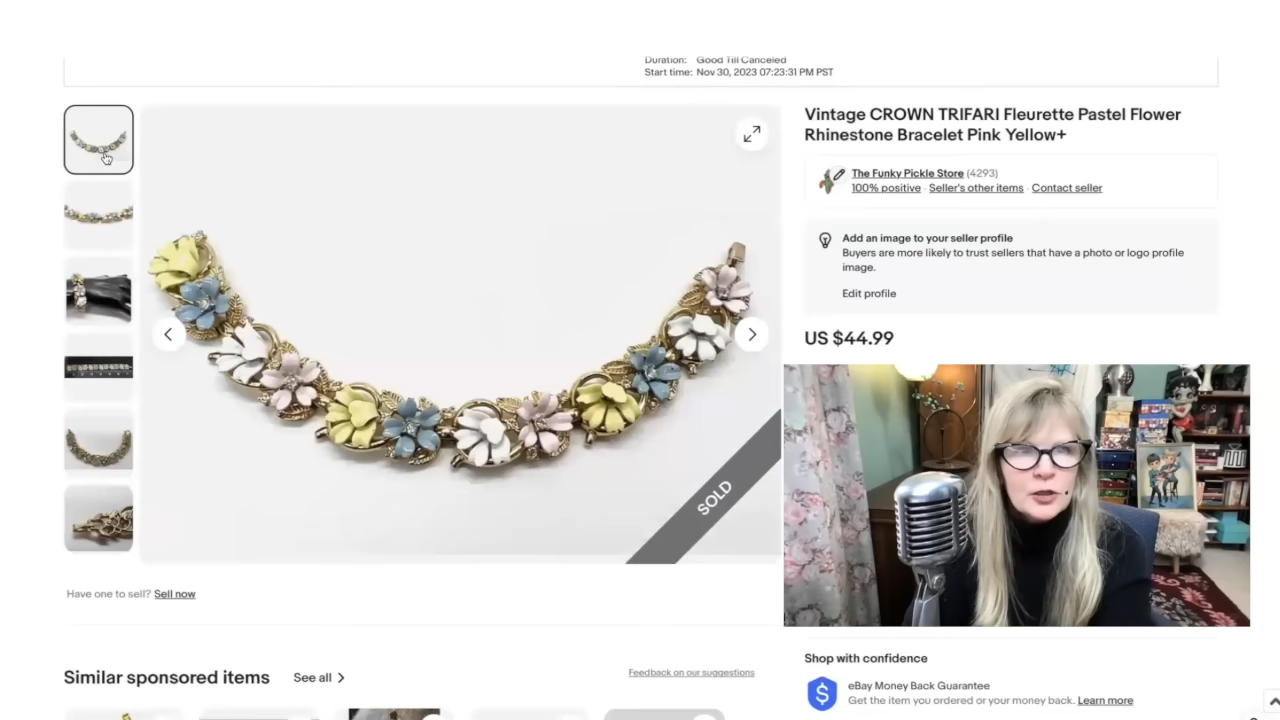 Duration: Good Till Canceled
Start time: Nov 30, 2023 07:23:31 PM PST
Vintage CROWN TRIFARI Fleurette Pastel Flower
Rhinestone Bracelet Pink Yellow+
The Funky Pickle Store (4293)
100% positive · Seller's other items · Contact seller
Add an image to your seller profile
Buyers are more likely to trust sellers that have a photo or logo profile
image.
Edit profile
US $44.99
SOLD
Have one to sell? Sell now
Similar sponsored items See all
Feedback on our suggestions
Shop with confidence
eBay Money Back Guarantee
Get the item you ordered or your money back. Learn more